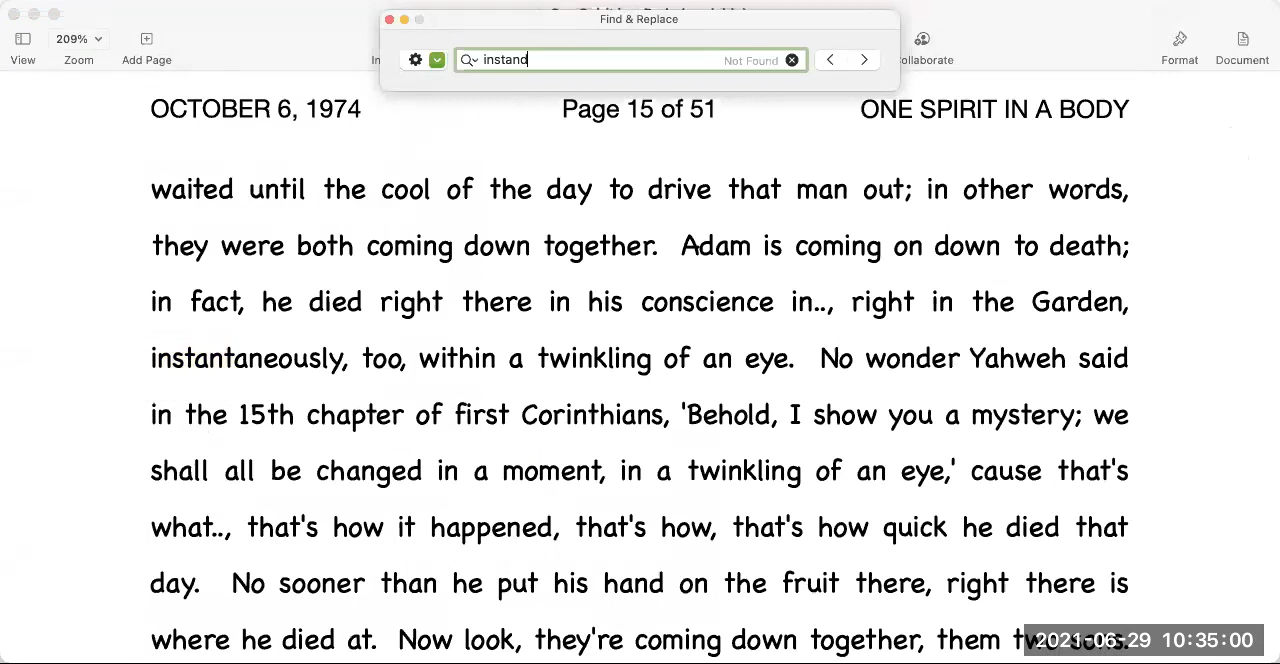 Find & Replace
209%
View
Zoom
Add Page
In
instand
Not Found
Collaborate
Format
Document
OCTOBER 6, 1974 Page 15 of 51 ONE SPIRIT IN A BODY
waited until the cool of the day to drive that man out; in other words,
they were both coming down together. Adam is coming on down to death;
in fact, he died right there in his conscience in.., right in the Garden,
instantaneously, too, within a twinkling of an eye. No wonder Yahweh said
in the 15th chapter of first Corinthians, 'Behold, I show you a mystery; we
shall all be changed in a moment, in a twinkling of an eye,' cause that's
what.., that's how it happened, that's how, that's how quick he died that
day. No sooner than he put his hand on the fruit there, right there is
where he died at. Now look, they're coming down together, them two sons.
2021-06-29 10:35:00